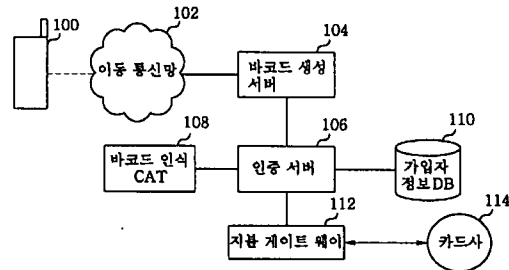 100
102
이동 통신망
104
바코드 생성
서버
108
바코드 인식
CAT
106
인증 서버
110
가입자
정보DB
112
지불 게이트 웨이
114
카드사